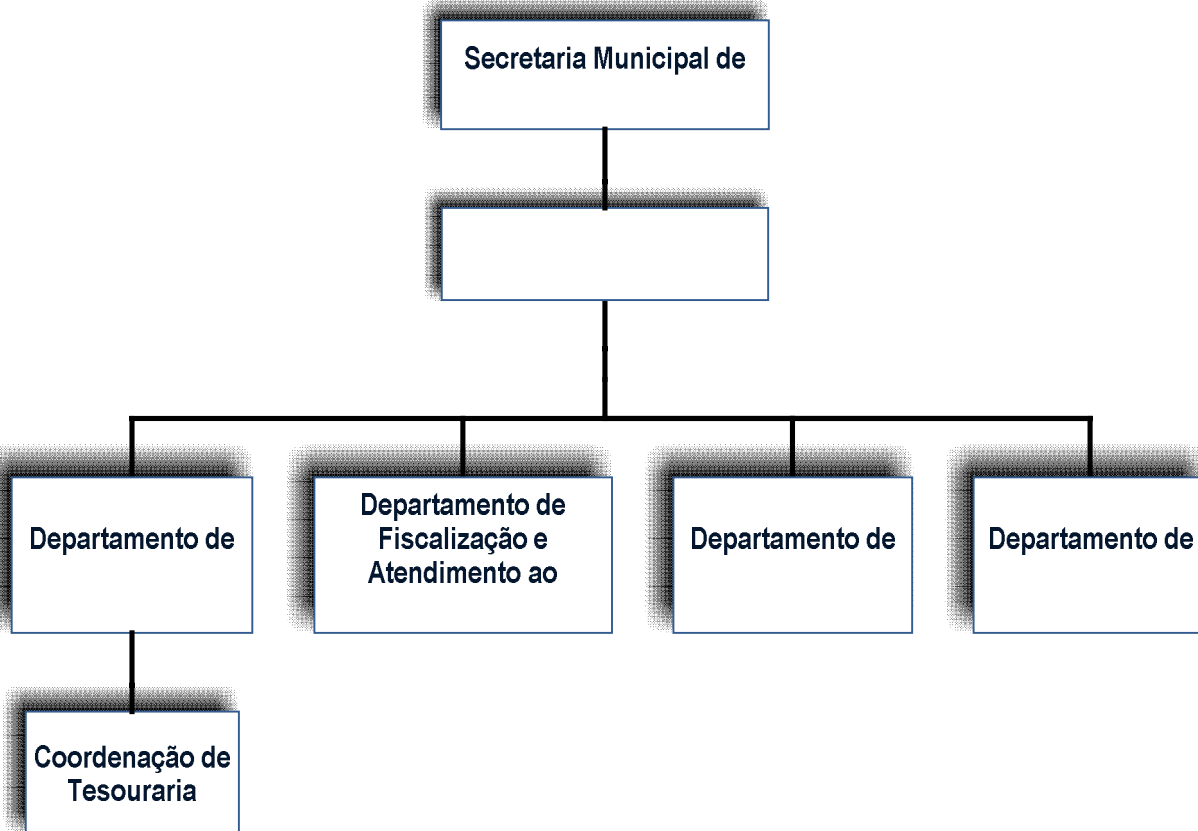 Secretaria Municipal de
Departamento de
Departamento de
Fiscalização e
Atendimento ao
Departamento de
Departamento de
Coordenação de
Tesouraria